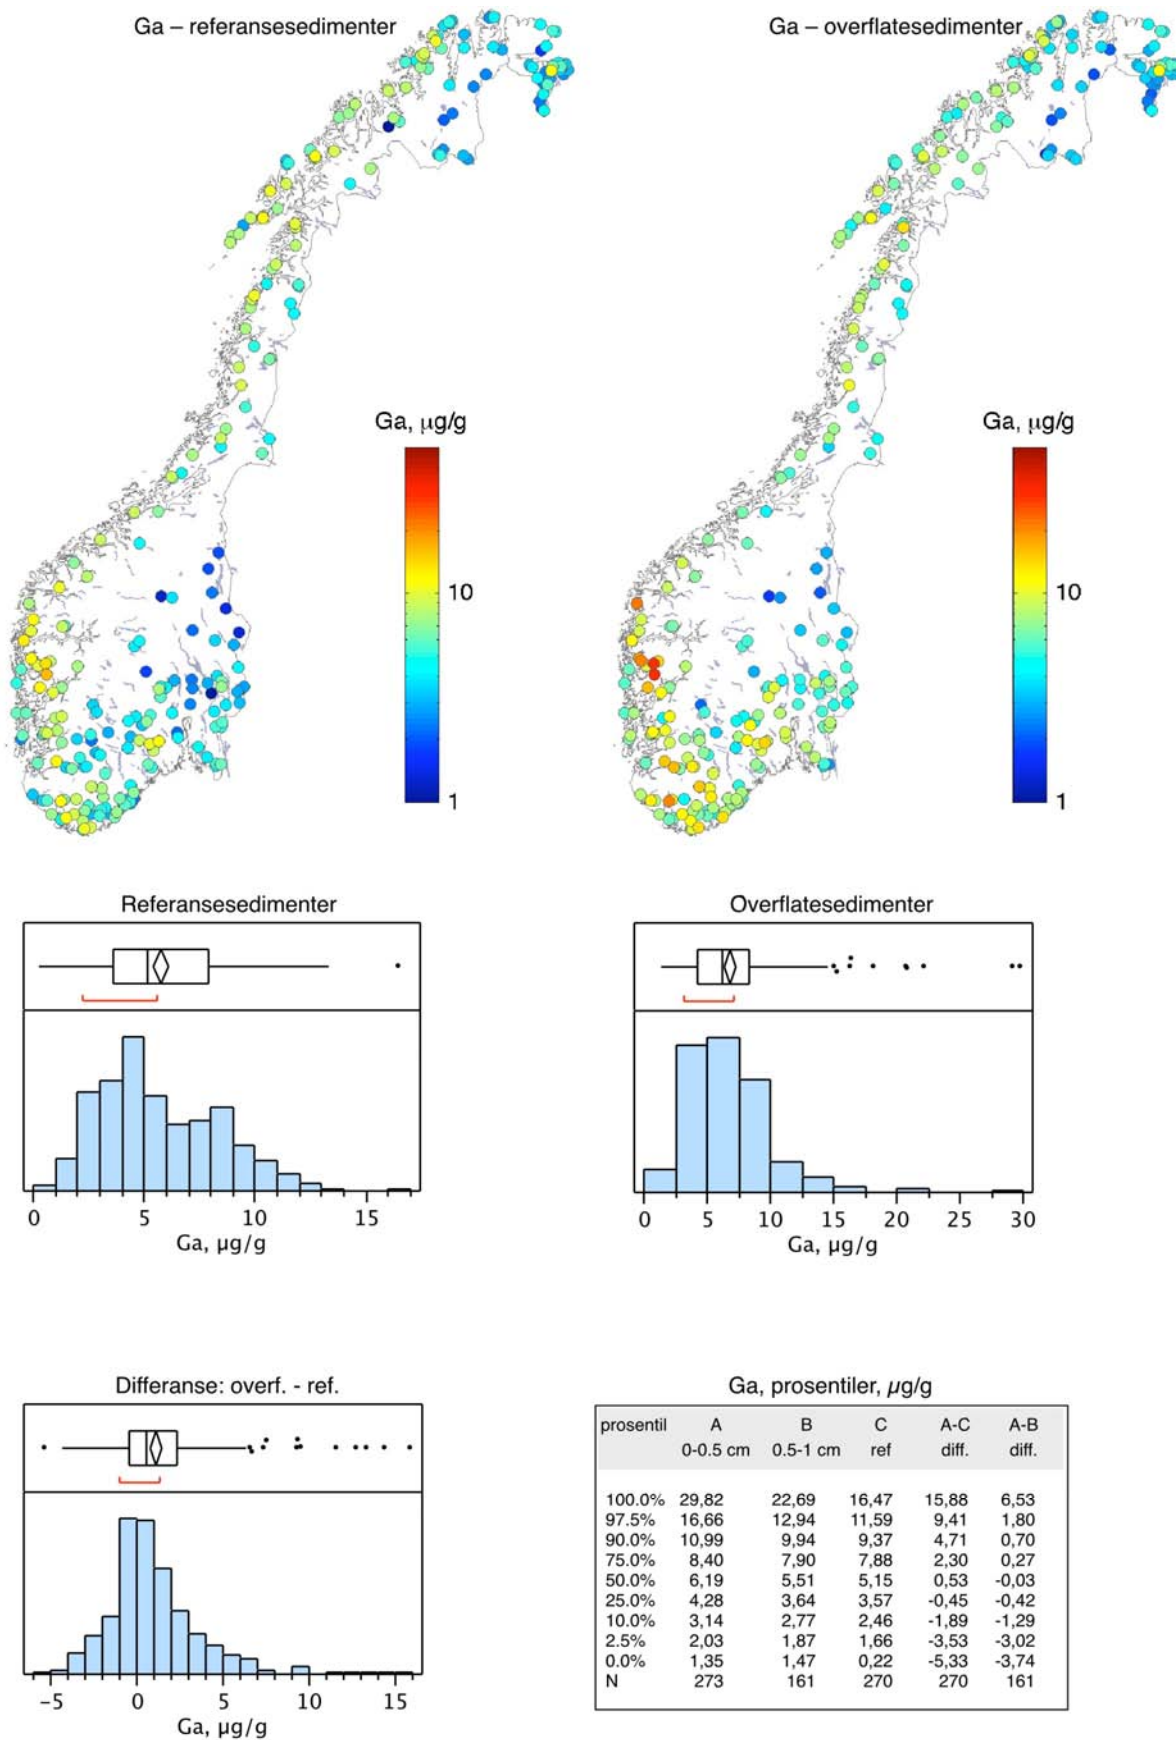 Ga – referansesedimenter
Ga – overflatesedimenter
Ga, µg/g
10
1
Ga, µg/g
10
1
Referansesedimenter
0 5 10 15
Ga, µg/g
Overflatesedimenter
0 5 10 15 20 25 30
Ga, µg/g
Differanse: overf. - ref.
−5 0 5 10 15
Ga, µg/g
Ga, prosentiler, µg/g
prosentil A B C A-C A-B
0-0.5 cm 0.5-1 cm ref diff. diff.
100.0% 29,82 22,69 16,47 15,88 6,53
97.5% 16,66 12,94 11,59 9,41 1,80
90.0% 10,99 9,94 9,37 4,71 0,70
75.0% 8,40 7,90 7,88 2,30 0,27
50.0% 6,19 5,51 5,15 0,53 -0,03
25.0% 4,28 3,64 3,57 -0,45 -0,42
10.0% 3,14 2,77 2,46 -1,89 -1,29
2.5% 2,03 1,87 1,66 -3,53 -3,02
0.0% 1,35 1,47 0,22 -5,33 -3,74
N 273 161 270 270 161